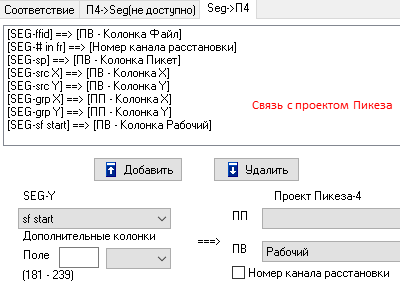 Соответствие П4->Seg(не доступно) Seg->П4
[SEG-ffid] ==> [ПВ - Колонка Файл]
[SEG-# in fr] ==> [Номер канала расстановки]
[SEG-sp] ==> [ПВ - Колонка Пикет]
[SEG-src X] ==> [ПВ - Колонка X]
[SEG-src Y] ==> [ПВ - Колонка Y]
[SEG-grp X] ==> [ПП - Колонка X]
[SEG-grp Y] ==> [ПП - Колонка Y]
[SEG-sf start] ==> [ПВ - Колонка Рабочий]
Связь с проектом Пикеза
Добавить Удалить
SEG-Y Проект Пикеза-4
sf start ПП
Дополнительные колонки
Поле ===> ПВ Рабочий
(181 - 239) Номер канала расстановки